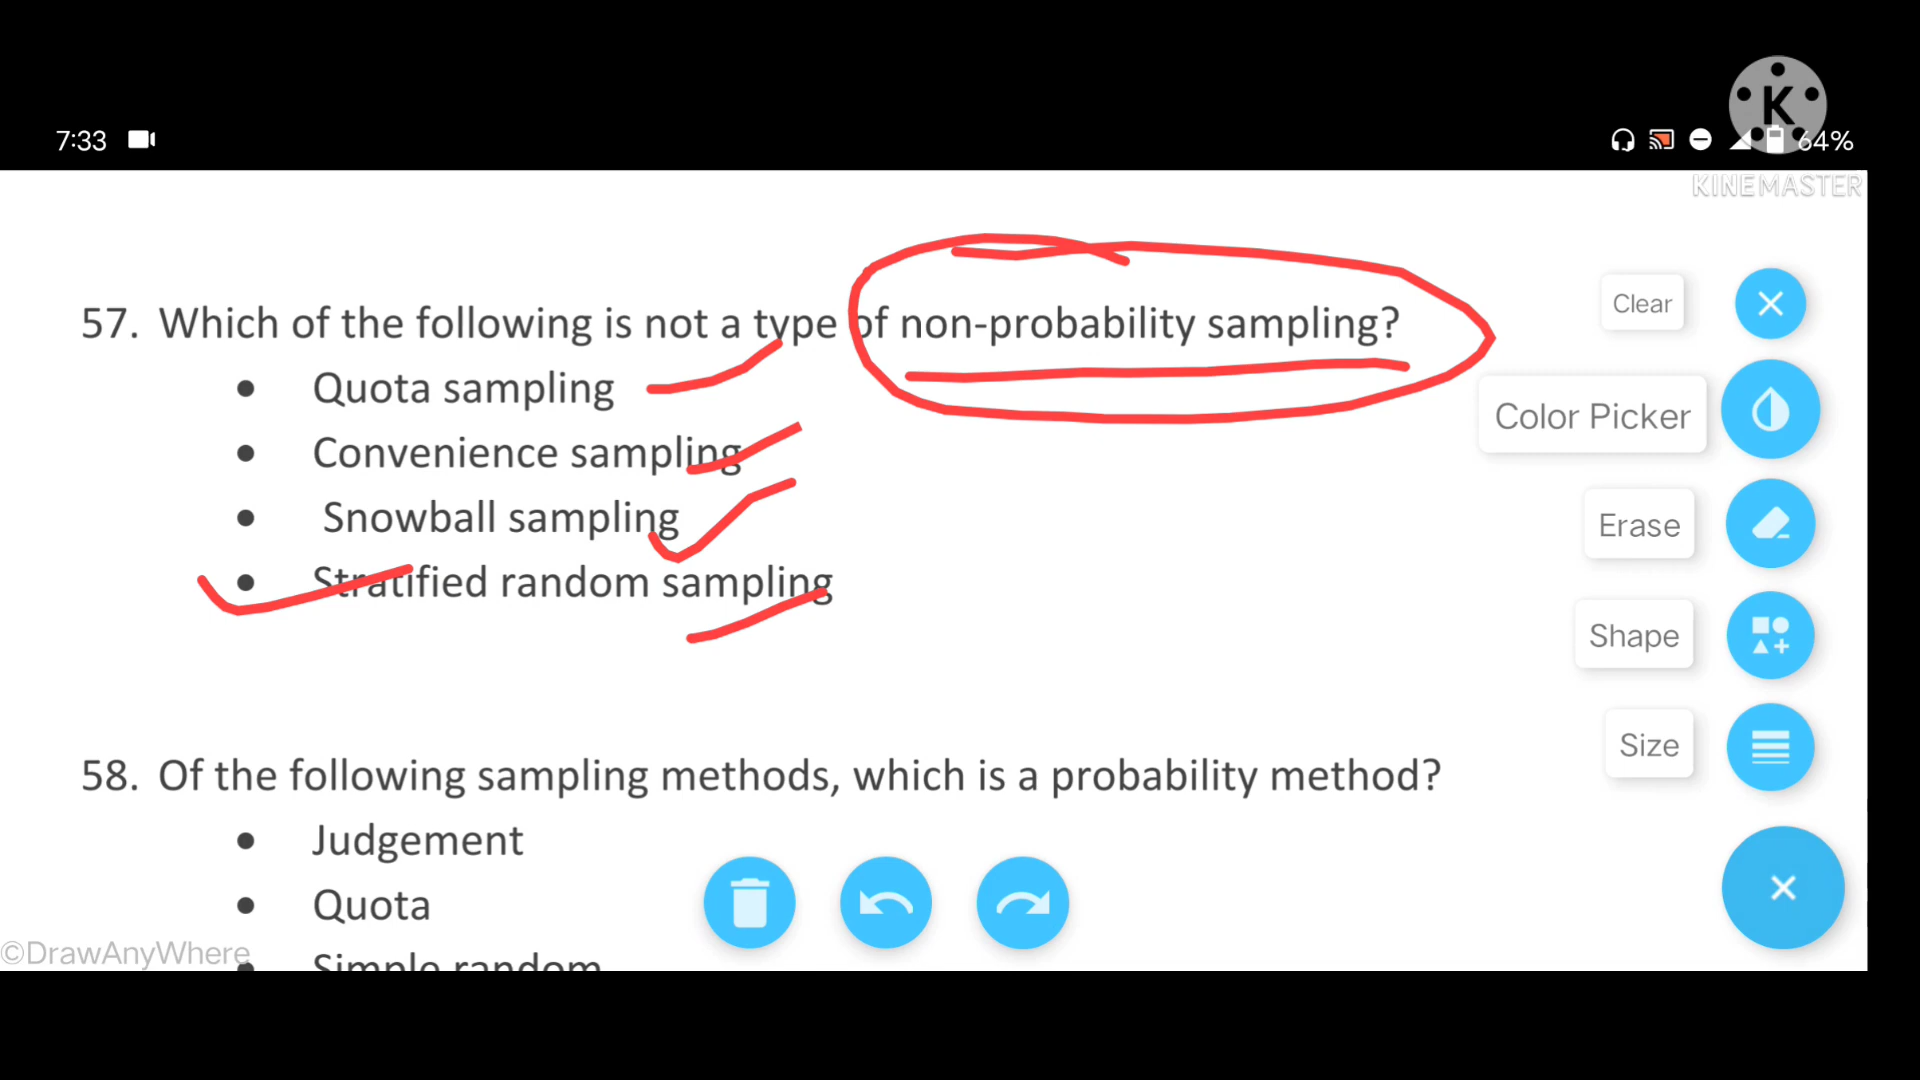 7:33
64%
K
KINEMASTER
57. Which of the following is not a type of non-probability sampling?
• Quota sampling
• Convenience sampling
• Snowball sampling
• Stratified random sampling
58. Of the following sampling methods, which is a probability method?
• Judgement
• Quota
• Simple random
Clear
Color Picker
Erase
Shape
Size
©DrawAnyWhere